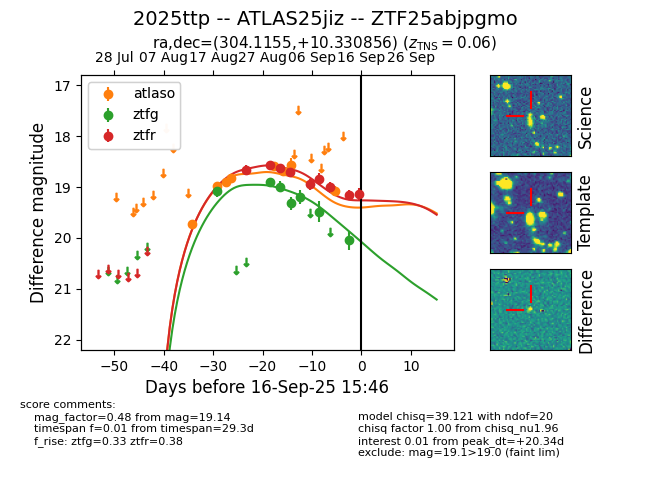 2025ttp -- ATLAS25jiz -- ZTF25abjpgmo
ra,dec=(304.1155,+10.330856) (z_TNS = 0.06)
28 Jul 07 Aug 17 Aug 27 Aug 06 Sep 16 Sep 26 Sep
17
18
19
20
21
22
Difference magnitude
atlaso
ztfg
ztfr
−50 −40 −30 −20 −10 0 10
Days before 16-Sep-25 15:46
Science
Template
Difference
score comments:
mag_factor=0.48 from mag=19.14
timespan f=0.01 from timespan=29.3d
f_rise: ztfg=0.33 ztfr=0.38
model chisq=39.121 with ndof=20
chisq factor 1.00 from chisq_nu1.96
interest 0.01 from peak_dt=+20.34d
exclude: mag=19.1>19.0 (faint lim)